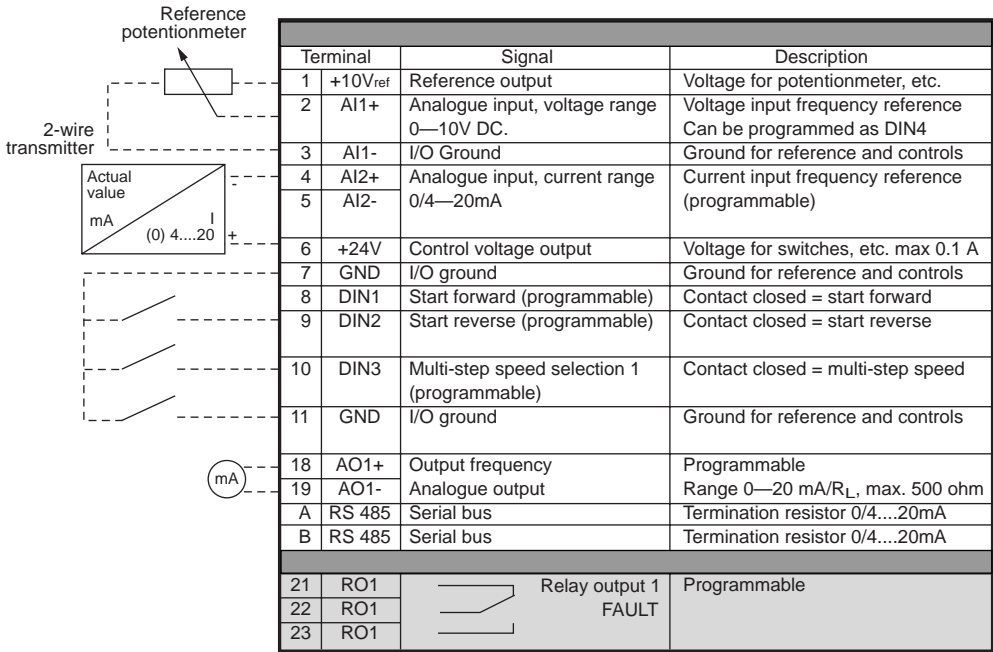 Reference
potentionmeter
2-wire
transmitter
Actual
value
mA
I
(0) 4....20
-
+
mA
Terminal Signal Description
1 +10Vref Reference output Voltage for potentionmeter, etc.
2 AI1+ Analogue input, voltage range Voltage input frequency reference
0—10V DC. Can be programmed as DIN4
3 AI1- I/O Ground Ground for reference and controls
4 AI2+ Analogue input, current range Current input frequency reference
5 AI2- 0/4—20mA (programmable)
6 +24V Control voltage output Voltage for switches, etc. max 0.1 A
7 GND I/O ground Ground for reference and controls
8 DIN1 Start forward (programmable) Contact closed = start forward
9 DIN2 Start reverse (programmable) Contact closed = start reverse
10 DIN3 Multi-step speed selection 1 Contact closed = multi-step speed
(programmable)
11 GND I/O ground Ground for reference and controls
18 AO1+ Output frequency Programmable
19 AO1- Analogue output Range 0—20 mA/RL, max. 500 ohm
A RS 485 Serial bus Termination resistor 0/4....20mA
B RS 485 Serial bus Termination resistor 0/4....20mA
21 RO1 Relay output 1 Programmable
22 RO1 FAULT
23 RO1